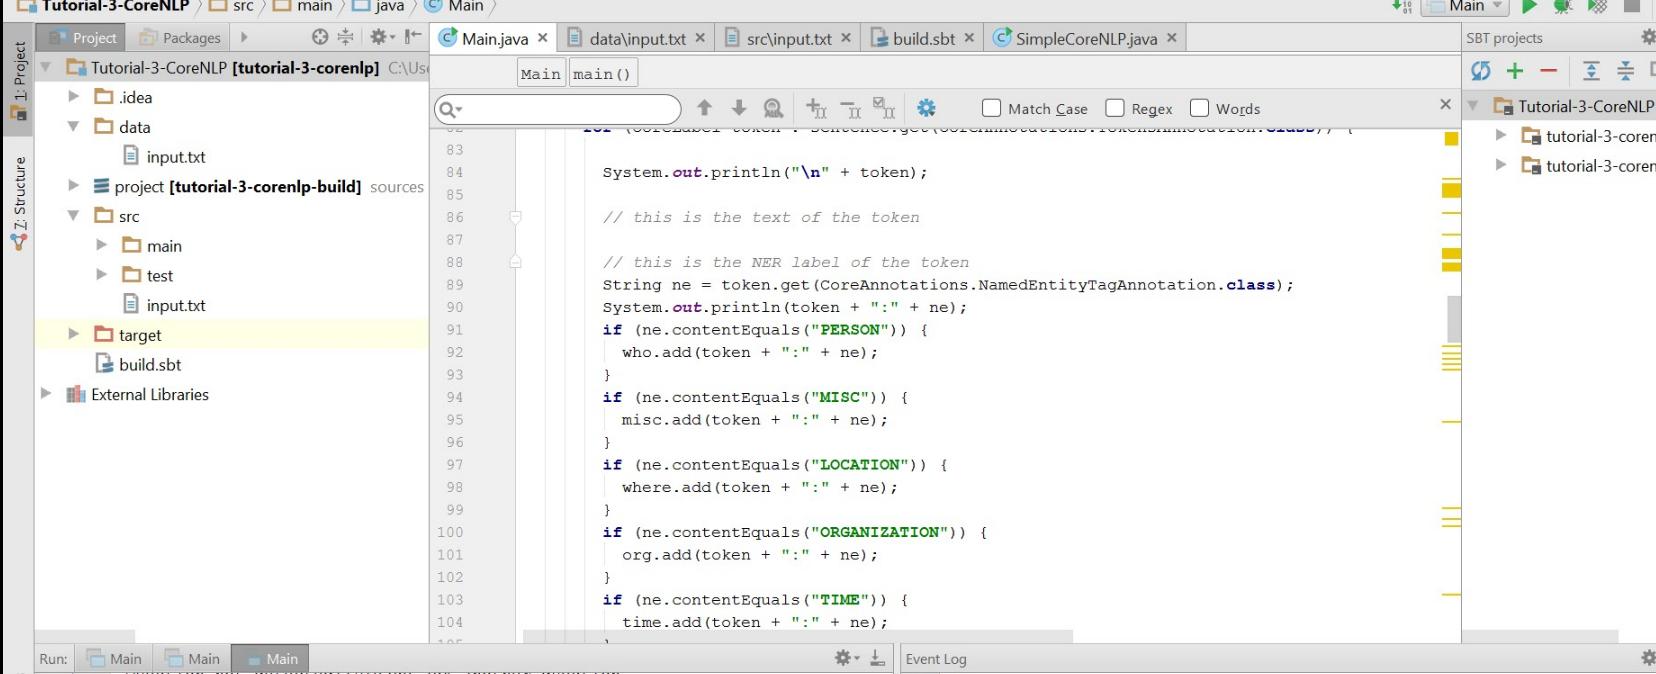 Tutorial-3-CoreNLP src main java Main
Main
1: Project
Z: Structure
Project Packages
Tutorial-3-CoreNLP [tutorial-3-corenlp] C:\Use
.idea
data
input.txt
project [tutorial-3-corenlp-build] sources
src
main
test
input.txt
target
build.sbt
External Libraries
Main.java data\input.txt src\input.txt build.sbt SimpleCoreNLP.java
Main main()
Match Case Regex Words
83
84 System.out.println("\n" + token);
85
86 // this is the text of the token
87
88 // this is the NER label of the token
89 String ne = token.get(CoreAnnotations.NamedEntityTagAnnotation.class);
90 System.out.println(token + ":" + ne);
91 if (ne.contentEquals("PERSON")) {
92 who.add(token + ":" + ne);
93 }
94 if (ne.contentEquals("MISC")) {
95 misc.add(token + ":" + ne);
96 }
97 if (ne.contentEquals("LOCATION")) {
98 where.add(token + ":" + ne);
99 }
100 if (ne.contentEquals("ORGANIZATION")) {
101 org.add(token + ":" + ne);
102 }
103 if (ne.contentEquals("TIME")) {
104 time.add(token + ":" + ne);
SBT projects
Tutorial-3-CoreNLP
tutorial-3-coren
tutorial-3-coren
Run: Main Main Main
Event Log